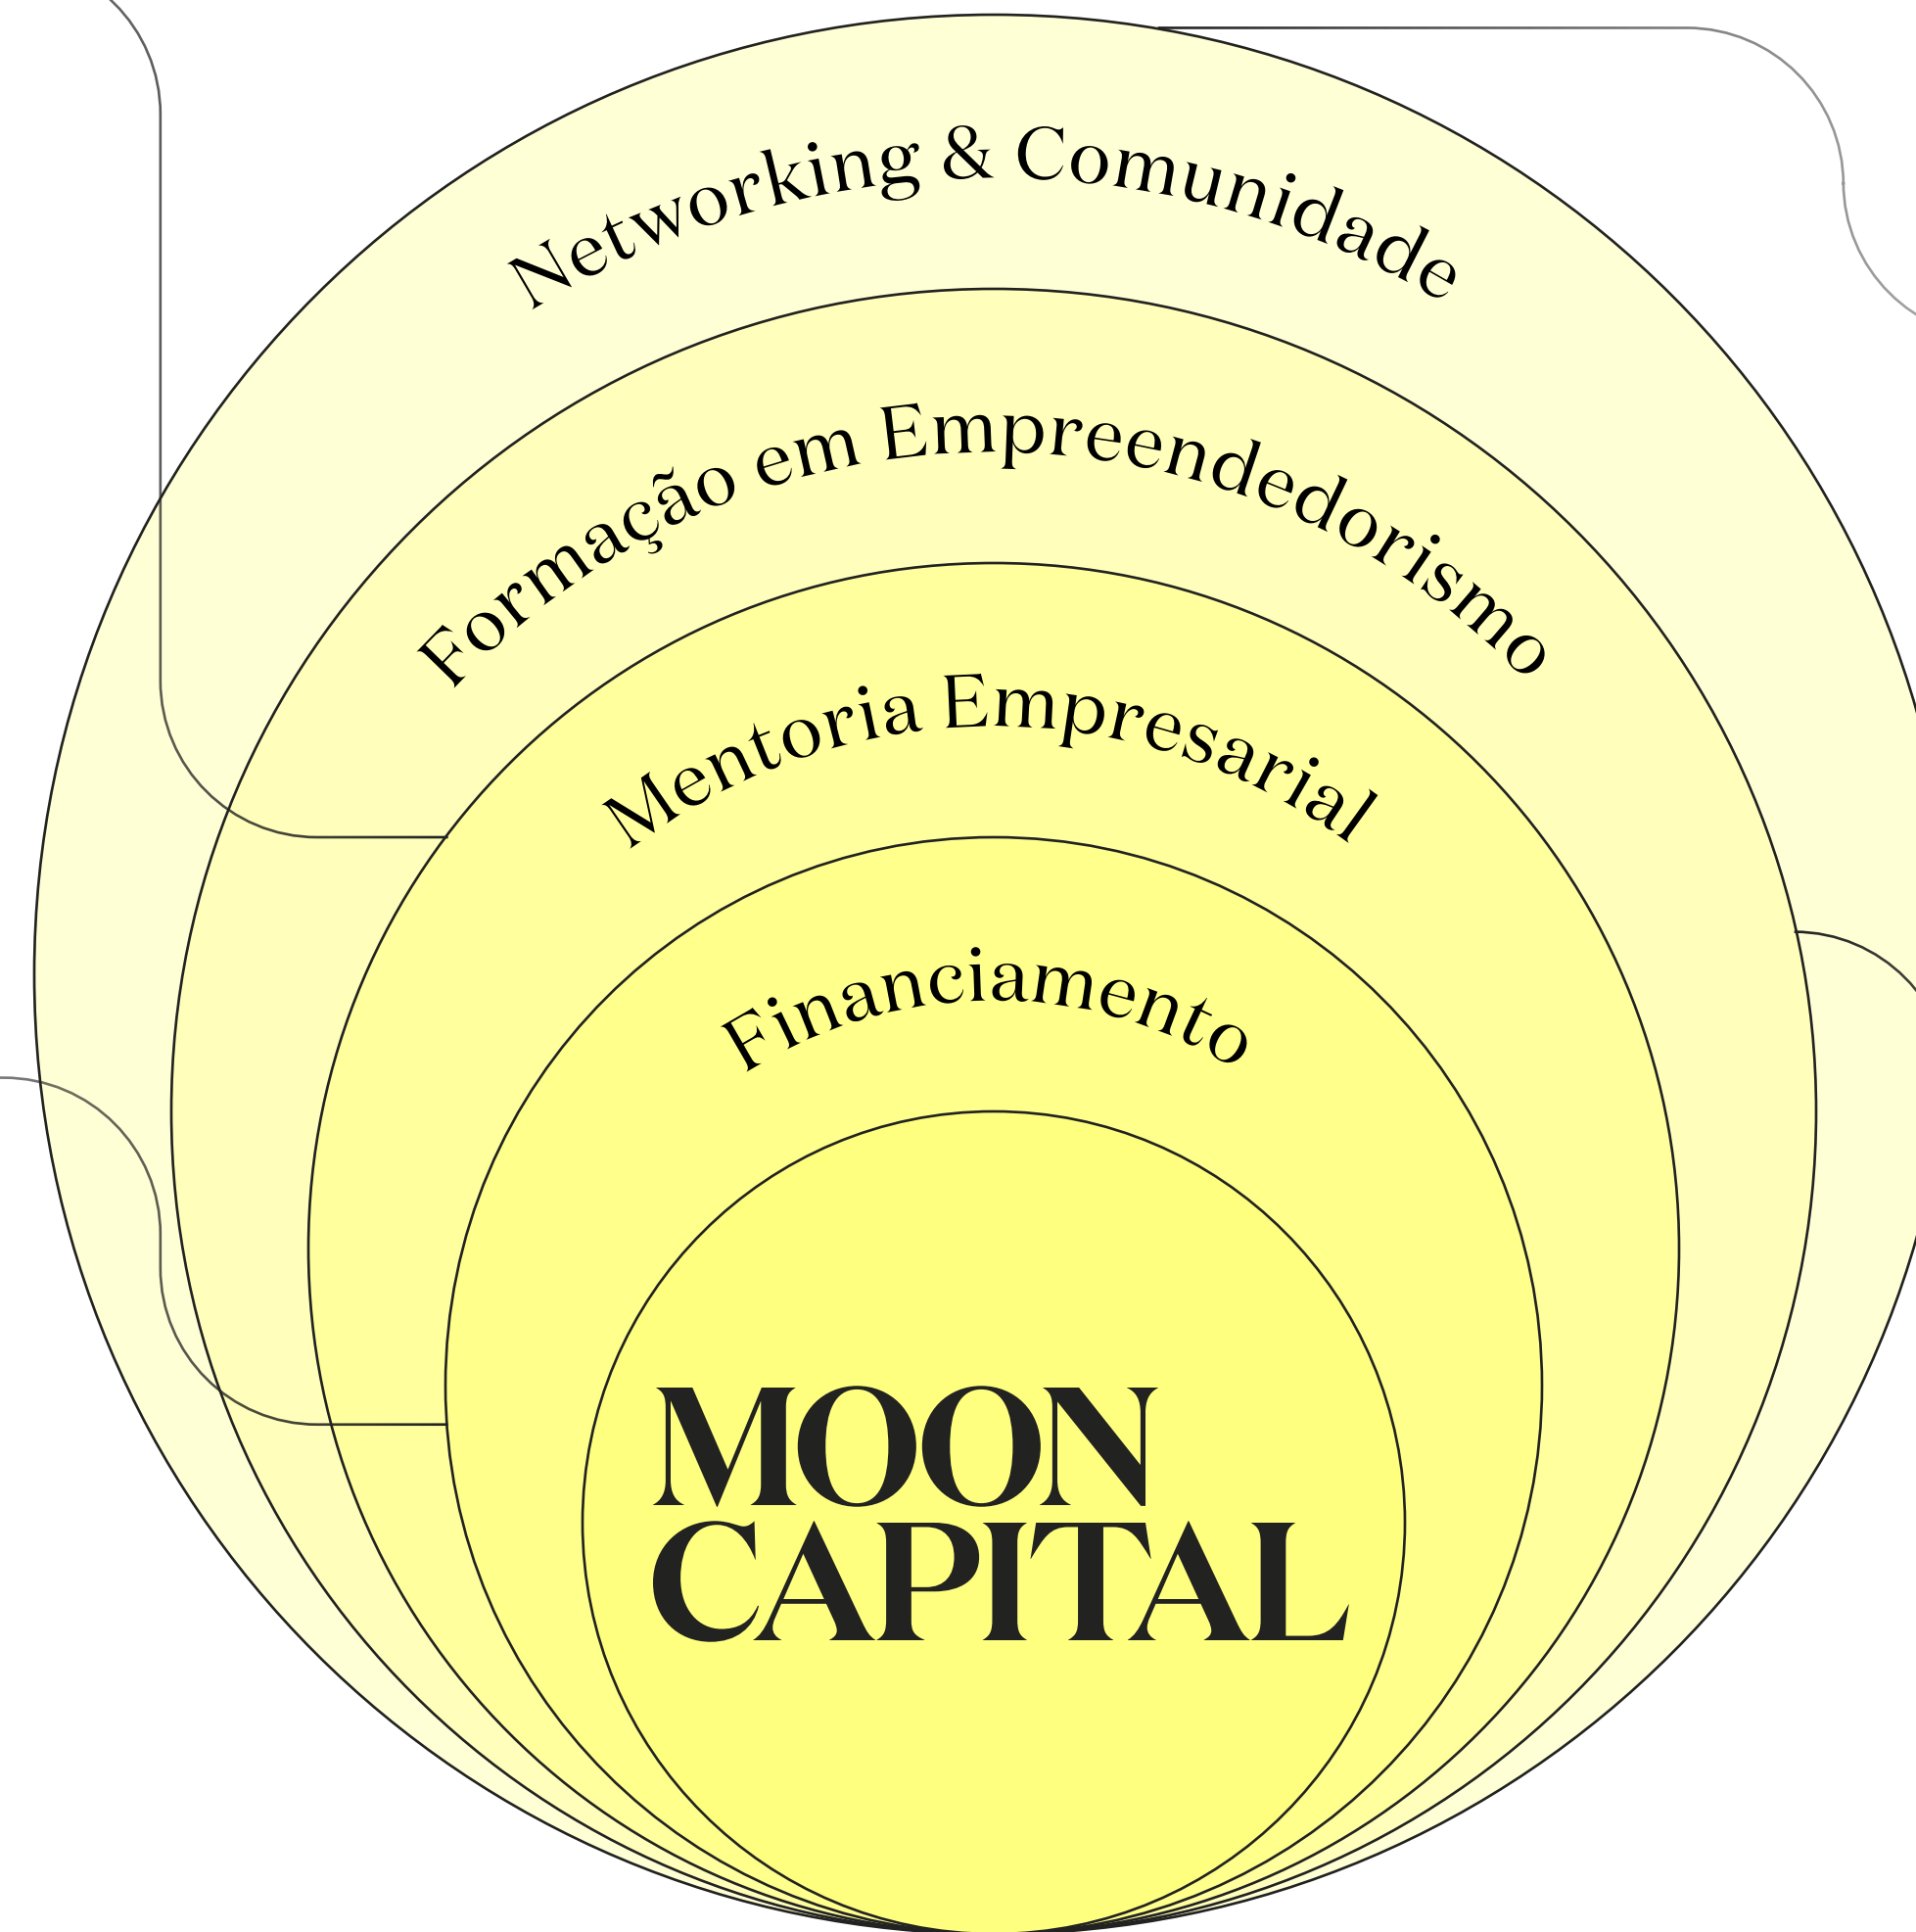 Networking & Comunidade
Formação em Empreendedorismo
Mentoria Empresarial
Financiamento
MOON
CAPITAL